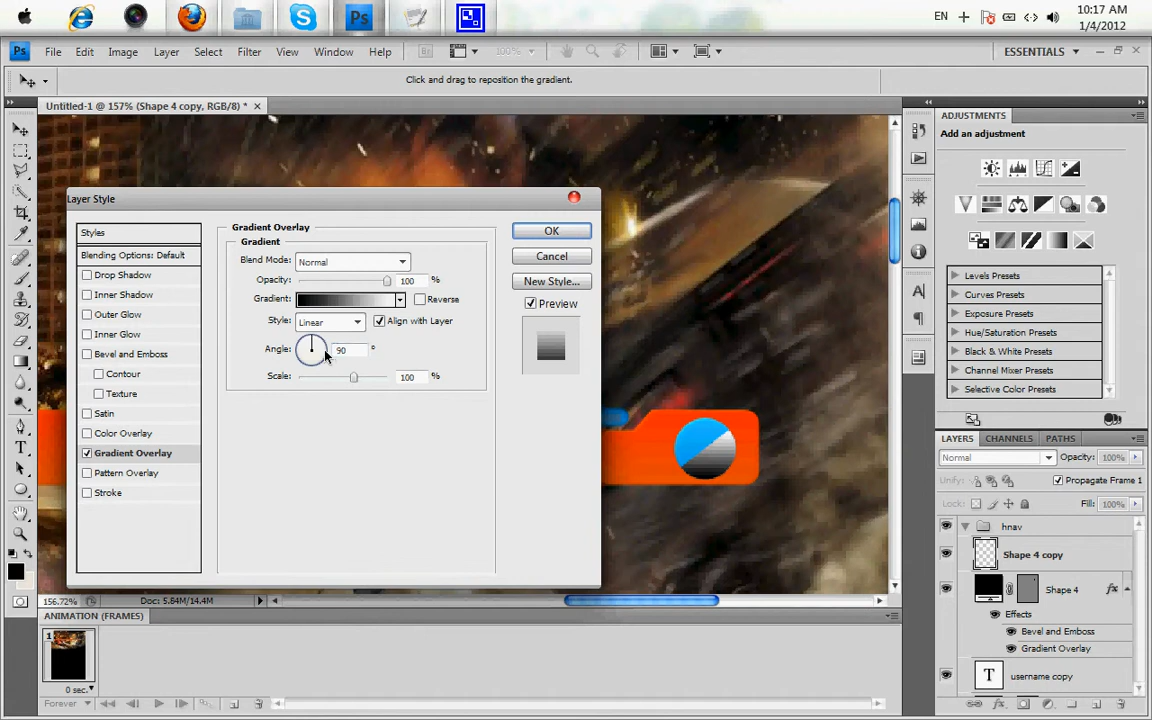 EN
10:17 AM
1/4/2012
Ps
Ps File Edit Image Layer Select Filter View Window Help
Br
100%
ESSENTIALS
Click and drag to reposition the gradient.
Untitled-1 @ 157% (Shape 4 copy, RGB/8) *
ADJUSTMENTS
Add an adjustment
Levels Presets
Curves Presets
Exposure Presets
Hue/Saturation Presets
Black & White Presets
Channel Mixer Presets
Selective Color Presets
Layer Style
Styles
Blending Options: Default
Drop Shadow
Inner Shadow
Outer Glow
Inner Glow
Bevel and Emboss
Contour
Texture
Satin
Color Overlay
Gradient Overlay
Pattern Overlay
Stroke
Gradient Overlay
Gradient
Blend Mode: Normal
Opacity: 100 %
Gradient: Reverse
Style: Linear Align with Layer
Angle: 90 °
Scale: 100 %
OK
Cancel
New Style...
Preview
LAYERS CHANNELS PATHS
Normal Opacity: 100%
Unify: Propagate Frame 1
Lock: Fill: 100%
hnav
Shape 4 copy
Shape 4 fx
Effects
Bevel and Emboss
Gradient Overlay
T username copy
156.72% Doc: 5.84M/14.4M
ANIMATION (FRAMES)
1
0 sec.
Forever